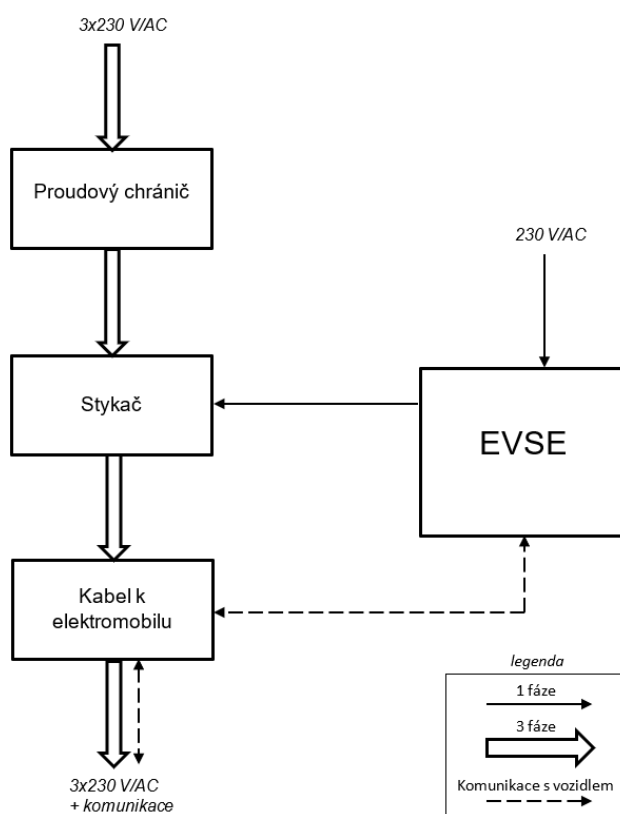 3x230 V/AC
Proudový chránič
230 V/AC
Stykač
EVSE
Kabel k
elektromobilu
3x230 V/AC
+ komunikace
legenda
1 fáze
3 fáze
Komunikace s vozidlem